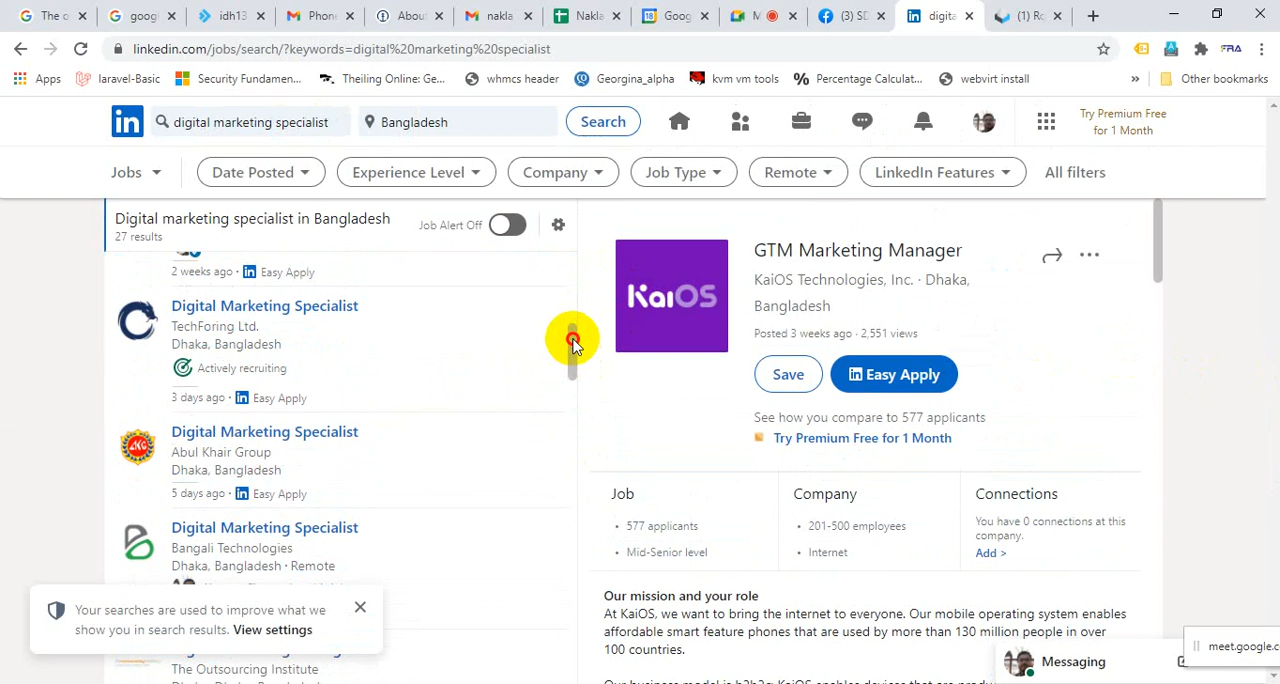 The o
goog
idh13
Phone
Abou
nakla
Nakla
Goog
M
(3) SD
digita
(1) Ro
linkedin.com/jobs/search/?keywords=digital%20marketing%20specialist
Apps
laravel-Basic
Security Fundamen...
Theiling Online: Ge...
whmcs header
Georgina_alpha
kvm vm tools
Percentage Calculat...
webvirt install
»
Other bookmarks
in
digital marketing specialist
Bangladesh
Search
Try Premium Free
for 1 Month
Jobs
Date Posted
Experience Level
Company
Job Type
Remote
LinkedIn Features
All filters
Digital marketing specialist in Bangladesh
27 results
Job Alert Off
2 weeks ago · in Easy Apply
Digital Marketing Specialist
TechForing Ltd.
Dhaka, Bangladesh
Actively recruiting
3 days ago · in Easy Apply
Digital Marketing Specialist
Abul Khair Group
Dhaka, Bangladesh
5 days ago · in Easy Apply
Digital Marketing Specialist
Bangali Technologies
Dhaka, Bangladesh · Remote
Your searches are used to improve what we
show you in search results. View settings
The Outsourcing Institute
KaiOS
GTM Marketing Manager
KaiOS Technologies, Inc. · Dhaka,
Bangladesh
Posted 3 weeks ago · 2,551 views
Save
in Easy Apply
See how you compare to 577 applicants
Try Premium Free for 1 Month
Job
• 577 applicants
• Mid-Senior level
Company
• 201-500 employees
• Internet
Connections
You have 0 connections at this
company.
Add >
Our mission and your role
At KaiOS, we want to bring the internet to everyone. Our mobile operating system enables
affordable smart feature phones that are used by more than 130 million people in over
100 countries.
Messaging
meet.google.c